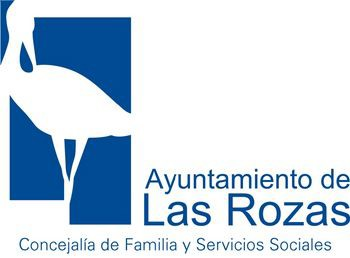 Ayuntamiento de
Las Rozas
Concejalía de Familia y Servicios Sociales